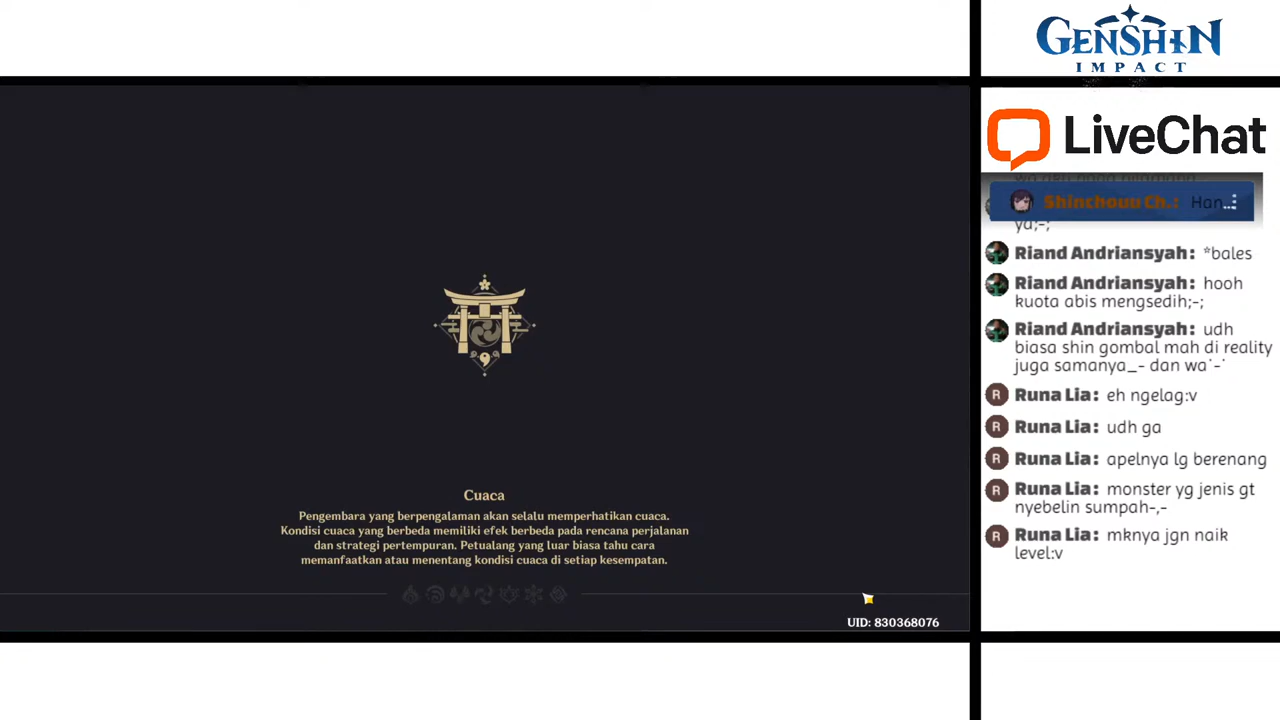 GENSHIN
IMPACT
LiveChat
Shinchouu Ch.: Han...
ya;-;
Riand Andriansyah: *bales
Riand Andriansyah: hooh
kuota abis mengsedih;-;
Riand Andriansyah: udh
biasa shin gombal mah di reality
juga samanya_- dan wa˙-˙
R Runa Lia: eh ngelag:v
R Runa Lia: udh ga
R Runa Lia: apelnya lg berenang
R Runa Lia: monster yg jenis gt
nyebelin sumpah-,-
R Runa Lia: mknya jgn naik
level:v
Cuaca
Pengembara yang berpengalaman akan selalu memperhatikan cuaca.
Kondisi cuaca yang berbeda memiliki efek berbeda pada rencana perjalanan
dan strategi pertempuran. Petualang yang luar biasa tahu cara
memanfaatkan atau menentang kondisi cuaca di setiap kesempatan.
UID: 830368076